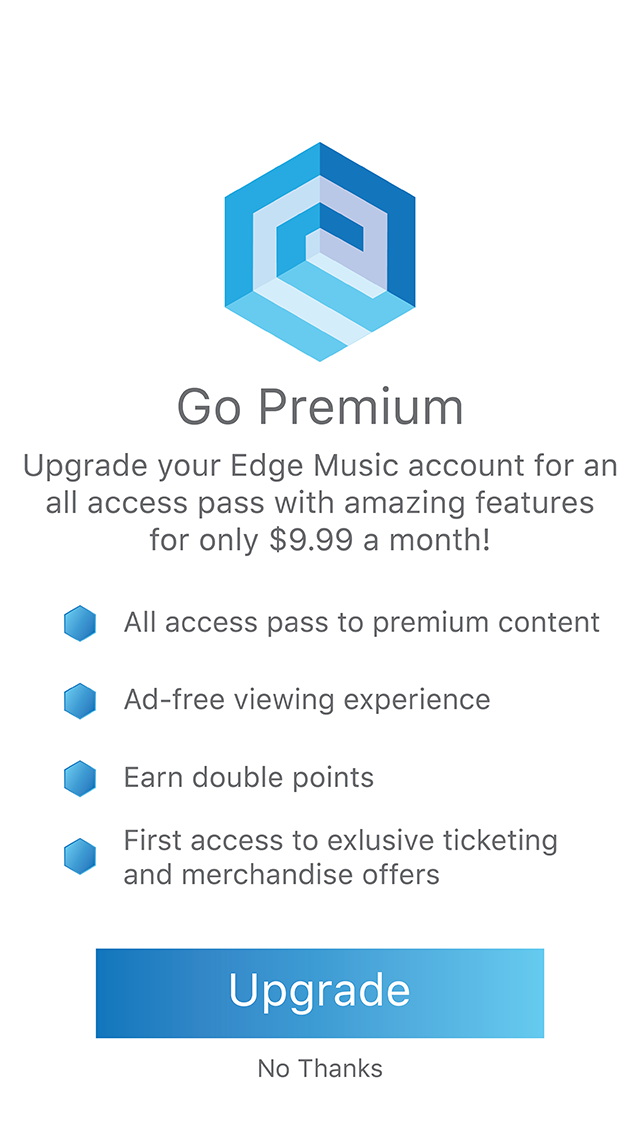 Go Premium
Upgrade your Edge Music account for an
all access pass with amazing features
for only $9.99 a month!
All access pass to premium content
Ad-free viewing experience
Earn double points
First access to exlusive ticketing
and merchandise offers
Upgrade
No Thanks